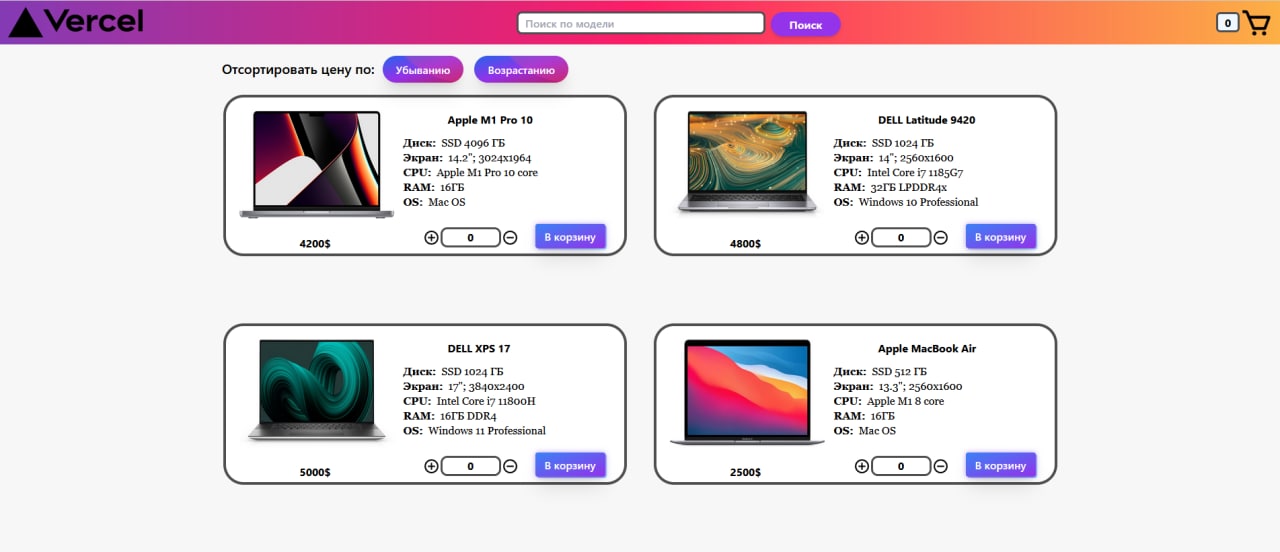 Vercel
Поиск по модели
Поиск
0
Отсортировать цену по: Убыванию Возрастанию
Apple M1 Pro 10
Диск: SSD 4096 ГБ
Экран: 14.2"; 3024x1964
CPU: Apple M1 Pro 10 core
RAM: 16ГБ
OS: Mac OS
4200$
0
В корзину
DELL Latitude 9420
Диск: SSD 1024 ГБ
Экран: 14"; 2560x1600
CPU: Intel Core i7 1185G7
RAM: 32ГБ LPDDR4x
OS: Windows 10 Professional
4800$
0
В корзину
DELL XPS 17
Диск: SSD 1024 ГБ
Экран: 17"; 3840x2400
CPU: Intel Core i7 11800H
RAM: 16ГБ DDR4
OS: Windows 11 Professional
5000$
0
В корзину
Apple MacBook Air
Диск: SSD 512 ГБ
Экран: 13.3"; 2560x1600
CPU: Apple M1 8 core
RAM: 16ГБ
OS: Mac OS
2500$
0
В корзину